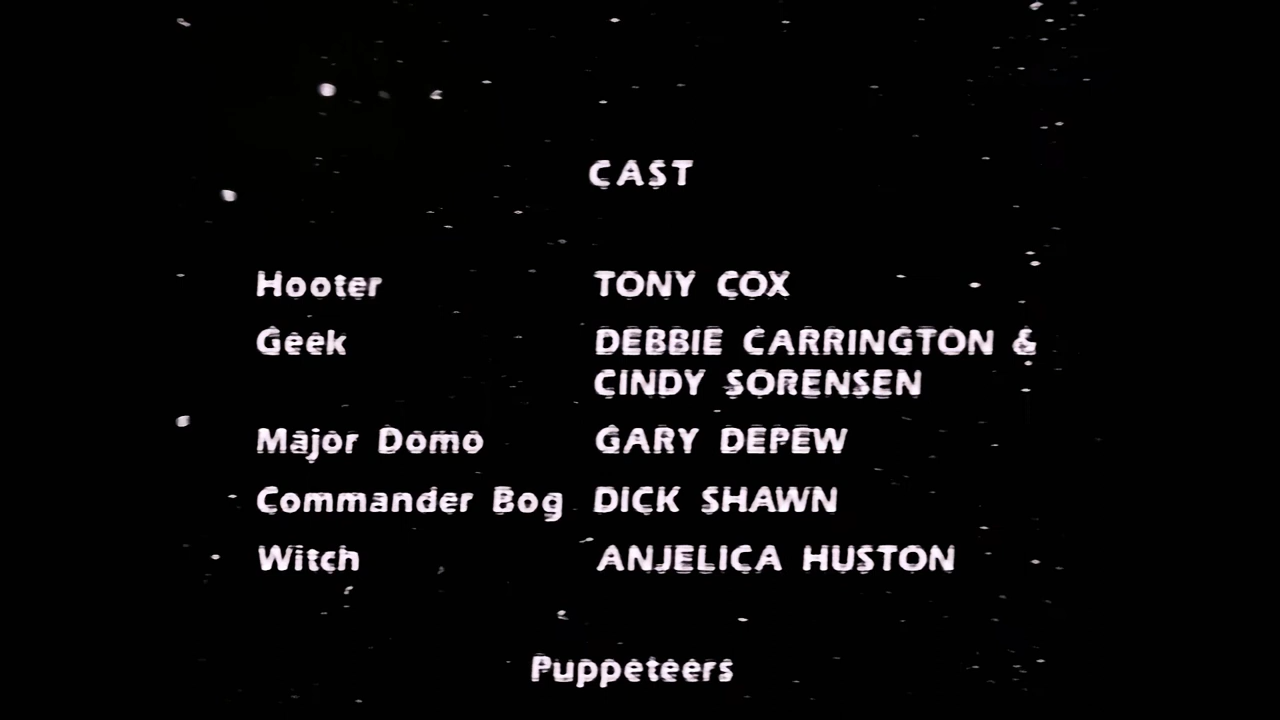 CAST
Hooter TONY COX
Geek DEBBIE CARRINGTON &
CINDY SORENSEN
Major Domo GARY DEPEW
Commander Bog DICK SHAWN
Witch ANJELICA HUSTON
Puppeteers